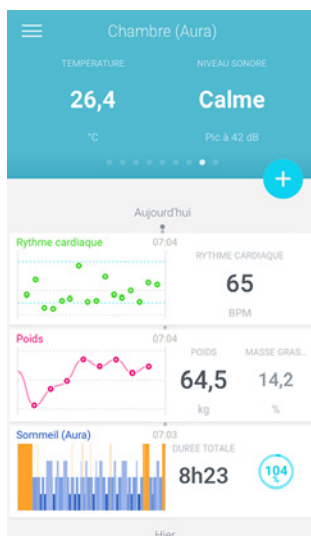 Chambre (Aura)
TEMPÉRATURE
NIVEAU SONORE
26,4
Calme
°C
Pic à 42 dB
+
Aujourd'hui
Rythme cardiaque
07:04
RYTHME CARDIAQUE
65
BPM
Poids
07:04
POIDS
MASSE GRAS...
64,5
14,2
kg
%
Sommeil (Aura)
07:03
DURÉE TOTALE
8h23
104
%
Hier